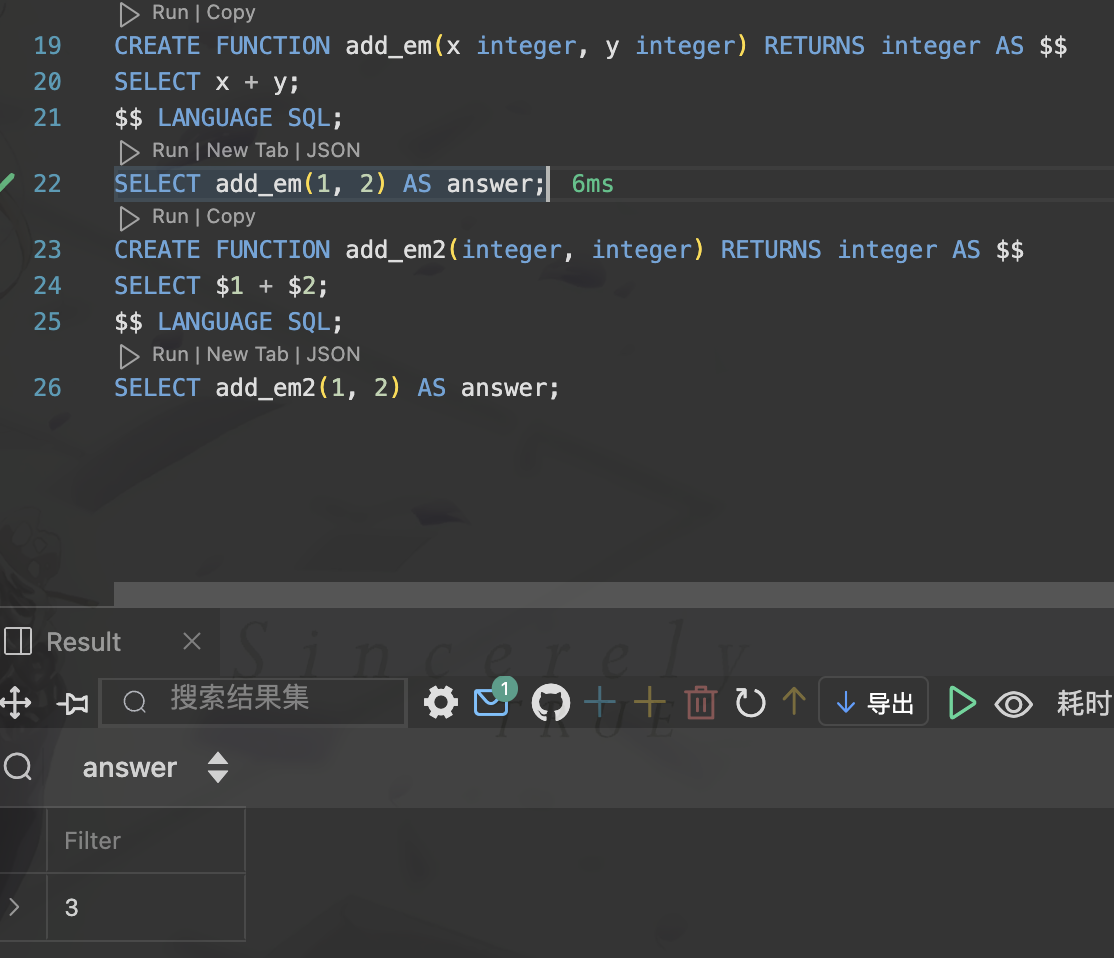 Run | Copy
19 CREATE FUNCTION add_em(x integer, y integer) RETURNS integer AS $$
20 SELECT x + y;
21 $$ LANGUAGE SQL;
Run | New Tab | JSON
22 SELECT add_em(1, 2) AS answer; 6ms
Run | Copy
23 CREATE FUNCTION add_em2(integer, integer) RETURNS integer AS $$
24 SELECT $1 + $2;
25 $$ LANGUAGE SQL;
Run | New Tab | JSON
26 SELECT add_em2(1, 2) AS answer;
Result
Sincerely
搜索结果集 1 导出 耗时
TRUE
answer
Filter
3